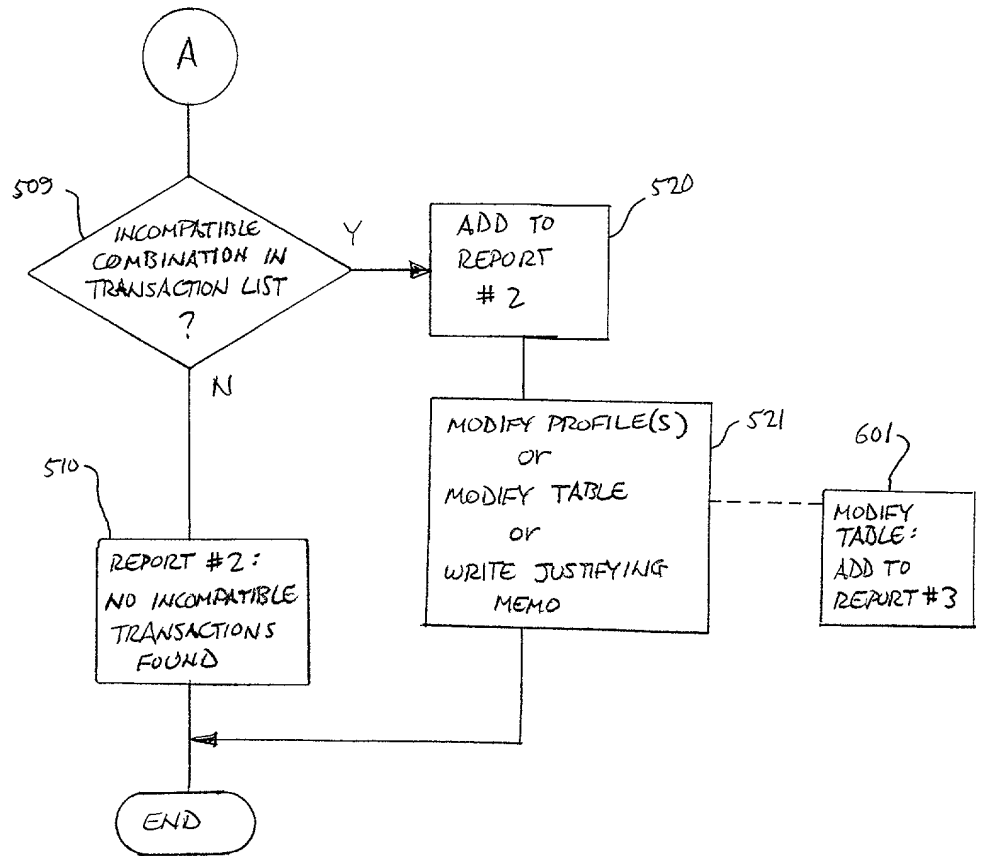 A
509
INCOMPATIBLE
COMBINATION IN
TRANSACTION LIST
?
Y
N
520
ADD TO
REPORT
# 2
521
MODIFY PROFILE(S)
or
MODIFY TABLE
or
WRITE JUSTIFYING
MEMO
601
MODIFY
TABLE:
ADD TO
REPORT #3
510
REPORT #2:
NO INCOMPATIBLE
TRANSACTIONS
FOUND
END